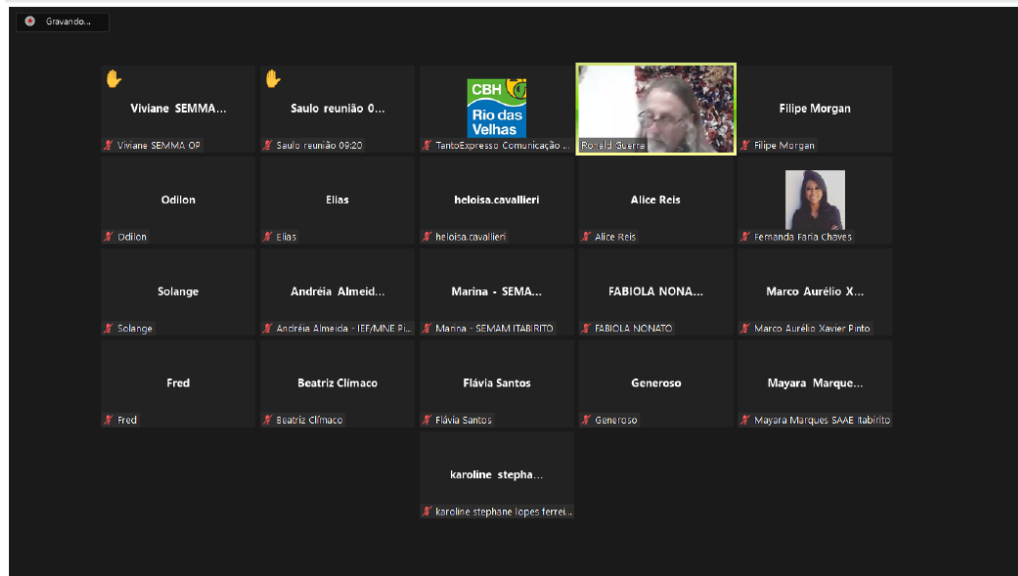 Gravando...
Viviane SEMMA...
Viviane SEMMA OP
Saulo reunião 0...
Saulo reunião 09:20
CBH
Rio das
Velhas
TantoExpresso Comunicação ...
Ronald Guerra
Filipe Morgan
Filipe Morgan
Odilon
Odilon
Elias
Elias
heloisa.cavallieri
heloisa.cavallieri
Alice Reis
Alice Reis
Fernanda Faria Chaves
Solange
Solange
Andréia Almeid...
Andréia Almeida - IEF/MNE Pi...
Marina - SEMA...
Marina - SEMAM ITABIRITO
FABIOLA NONA...
FABIOLA NONATO
Marco Aurélio X...
Marco Aurélio Xavier Pinto
Fred
Fred
Beatriz Clímaco
Beatriz Clímaco
Flávia Santos
Flávia Santos
Generoso
Generoso
Mayara Marque...
Mayara Marques SAAE Itabirito
karoline stepha...
karoline stephane lopes ferrei...